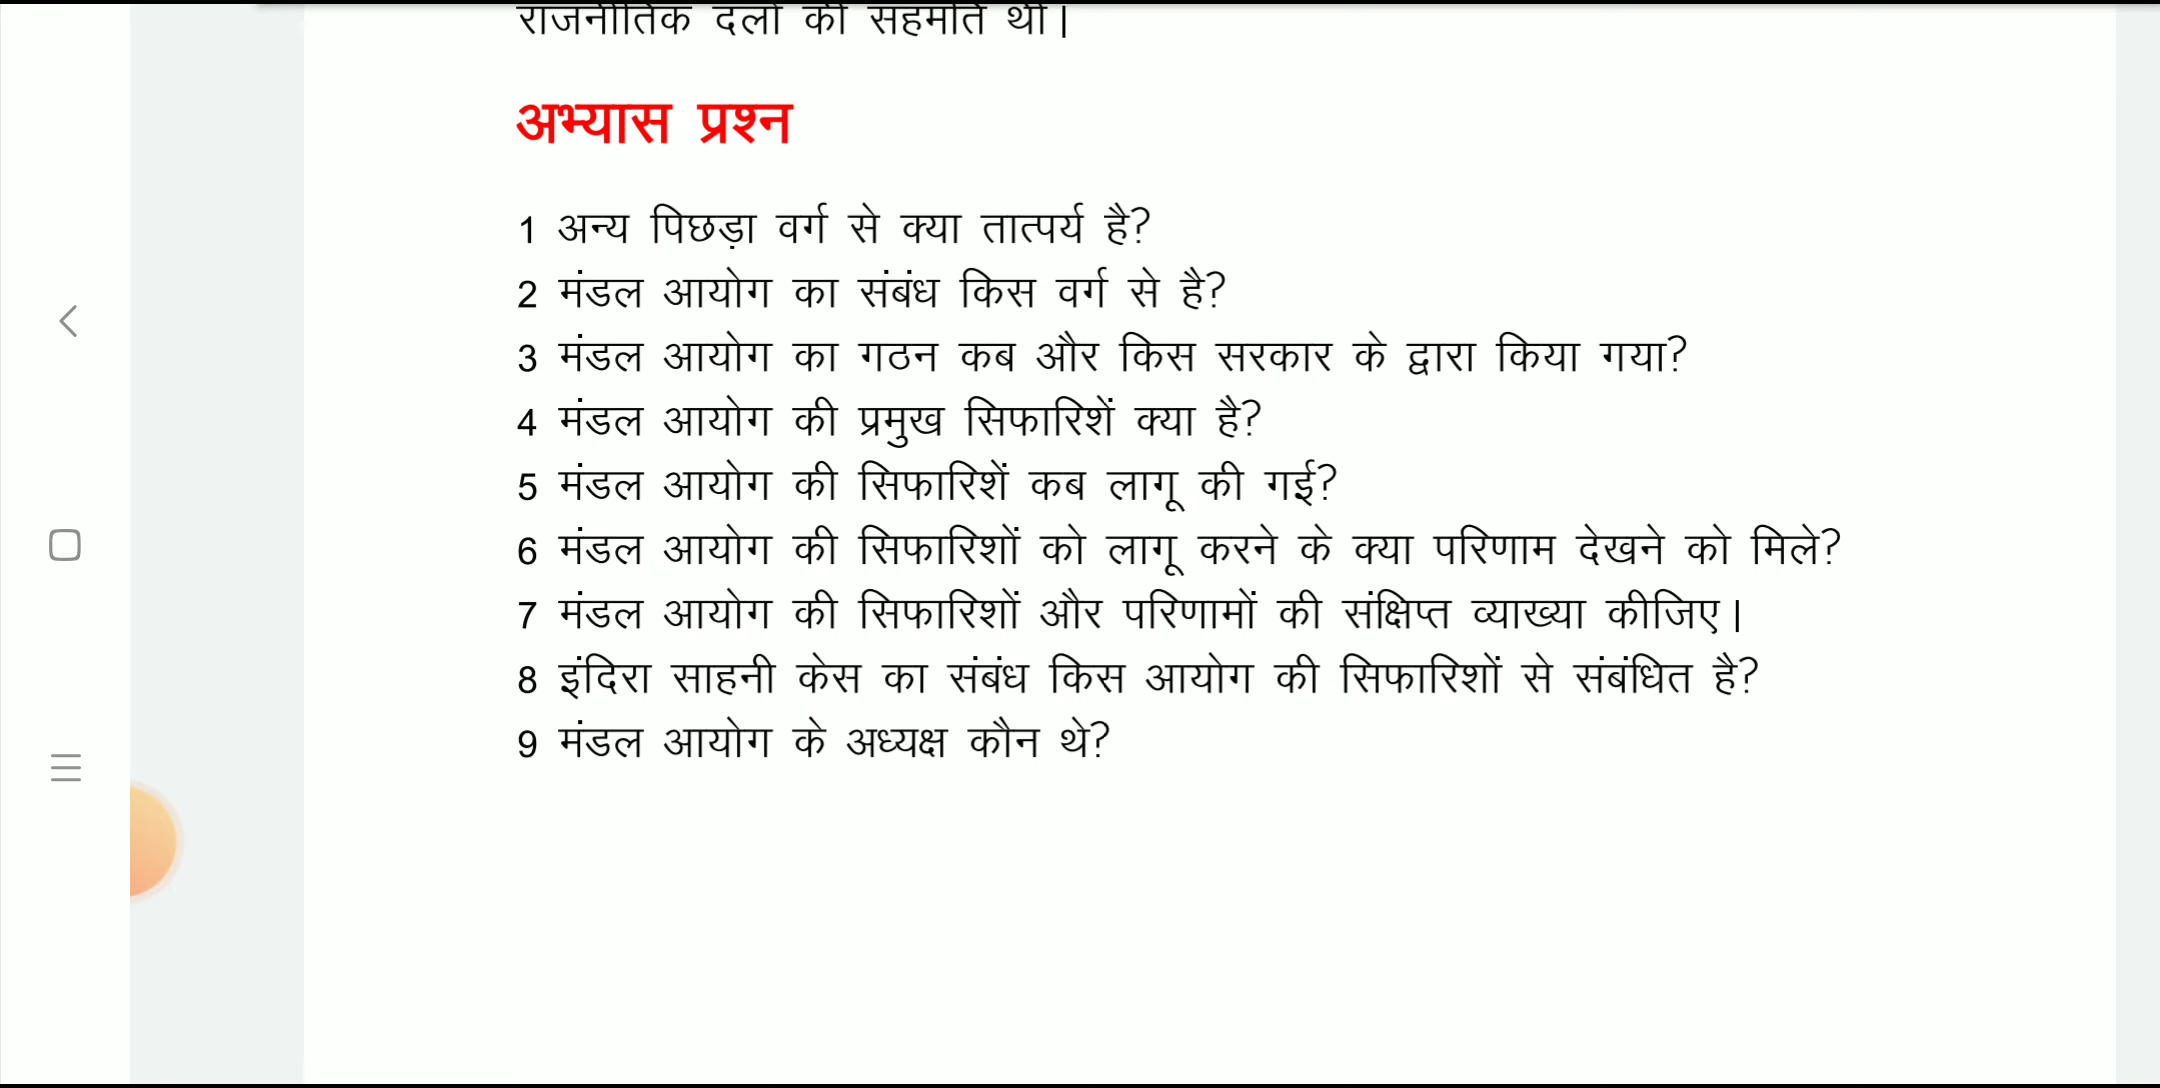 राजनीतिक दलों की सहमति थी।
अभ्यास प्रश्न
1 अन्य पिछड़ा वर्ग से क्या तात्पर्य है?
2 मंडल आयोग का संबंध किस वर्ग से है?
3 मंडल आयोग का गठन कब और किस सरकार के द्वारा किया गया?
4 मंडल आयोग की प्रमुख सिफारिशें क्या है?
5 मंडल आयोग की सिफारिशें कब लागू की गई?
6 मंडल आयोग की सिफारिशों को लागू करने के क्या परिणाम देखने को मिले?
7 मंडल आयोग की सिफारिशों और परिणामों की संक्षिप्त व्याख्या कीजिए।
8 इंदिरा साहनी केस का संबंध किस आयोग की सिफारिशों से संबंधित है?
9 मंडल आयोग के अध्यक्ष कौन थे?